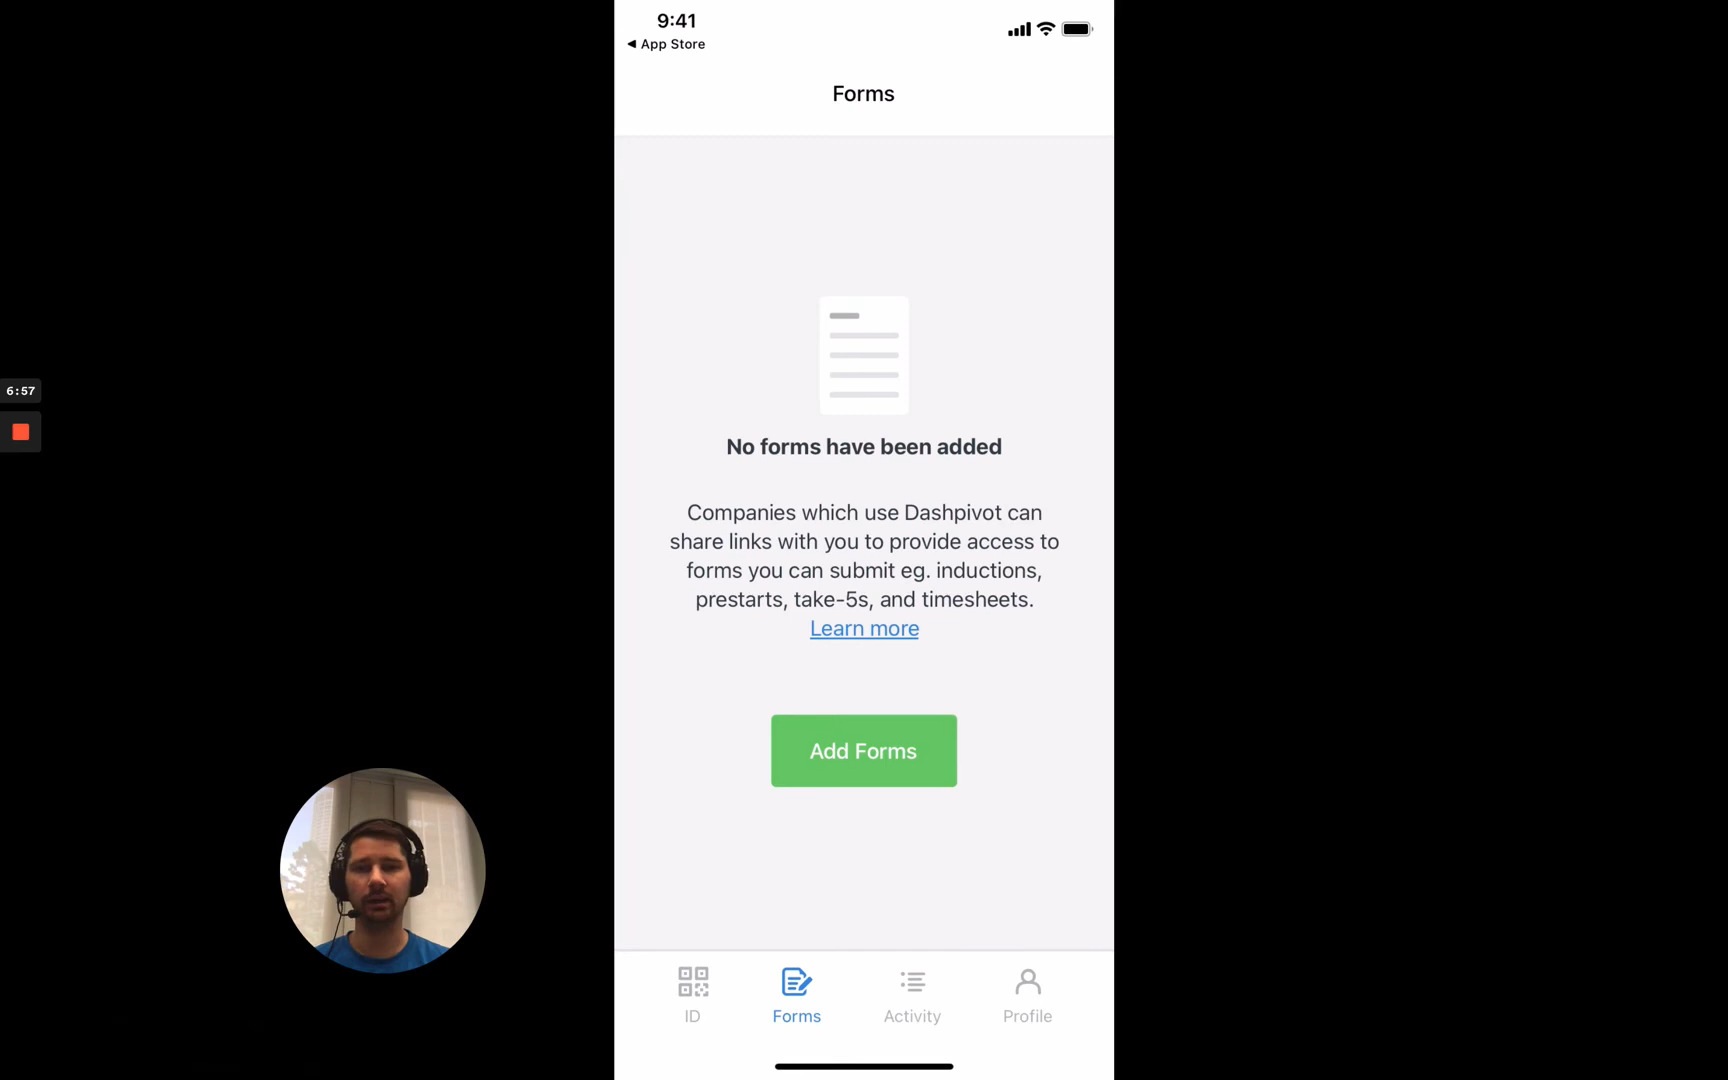 9:41
◀ App Store
Forms
6:57
No forms have been added
Companies which use Dashpivot can
share links with you to provide access to
forms you can submit eg. inductions,
prestarts, take-5s, and timesheets.
Learn more
Add Forms
ID
Forms
Activity
Profile